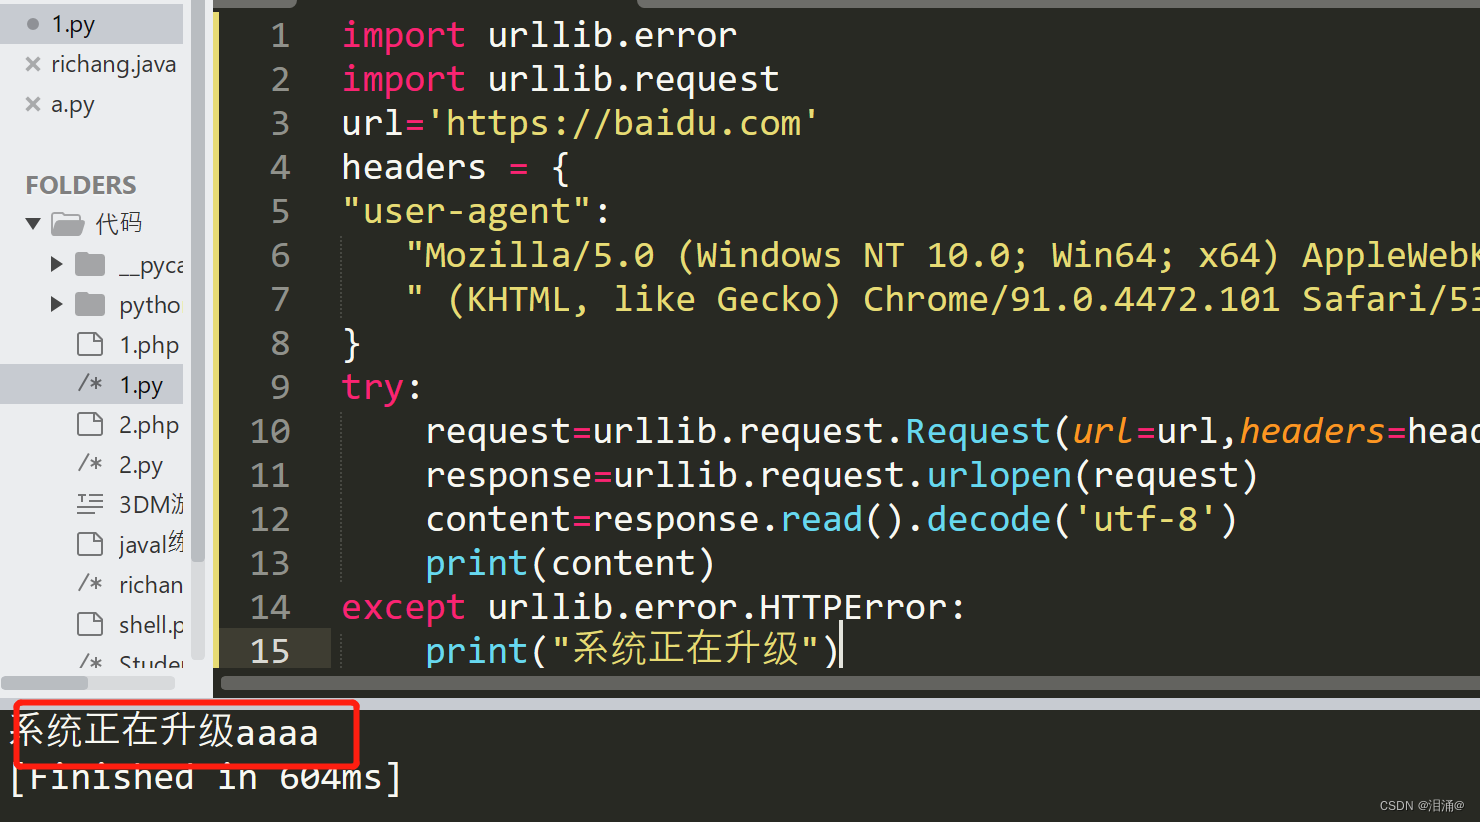 1.py
richang.java
a.py
FOLDERS
代码
__pyca
pytho
1.php
1.py
2.php
2.py
3DM游
javal练
richan
shell.p
Studer
1 import urllib.error
2 import urllib.request
3 url='https://baidu.com'
4 headers = {
5 "user-agent":
6 "Mozilla/5.0 (Windows NT 10.0; Win64; x64) AppleWebK
7 " (KHTML, like Gecko) Chrome/91.0.4472.101 Safari/53
8 }
9 try:
10 request=urllib.request.Request(url=url,headers=head
11 response=urllib.request.urlopen(request)
12 content=response.read().decode('utf-8')
13 print(content)
14 except urllib.error.HTTPError:
15 print("系统正在升级")
系统正在升级aaaa
[Finished in 604ms]
CSDN @泪涌@